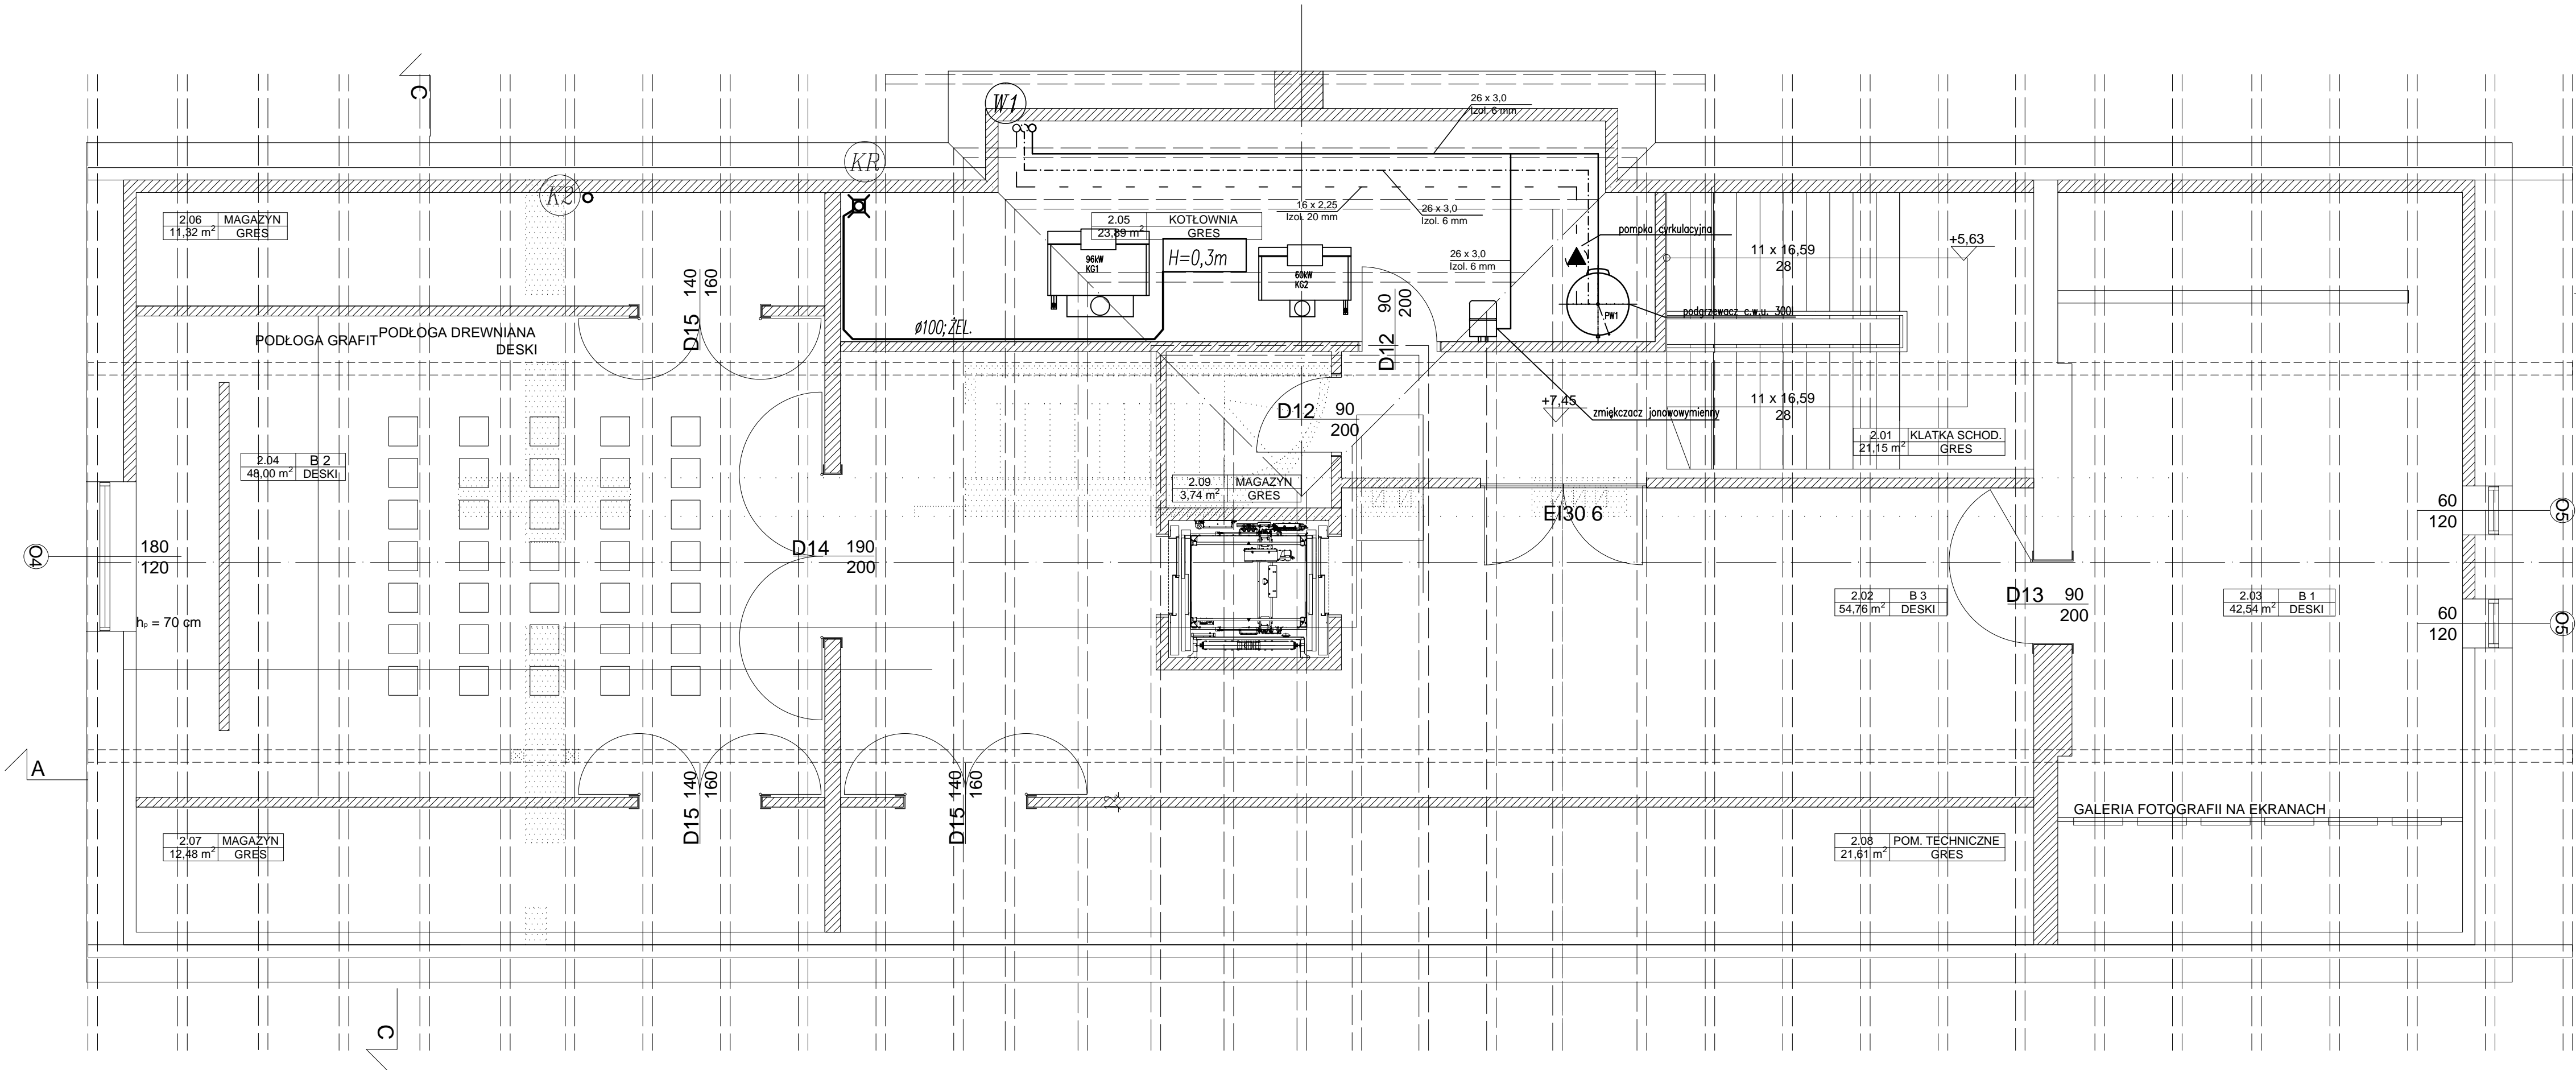 C
W1
26 x 3,0
Izol. 6 mm
KR
K2
2.06 MAGAZYN
11,32 m² GRES
16 x 2,25
Izol. 20 mm
26 x 3,0
Izol. 6 mm
2.05 KOTŁOWNIA
23,89 m² GRES
pompka cyrkulacyjna
11 x 16,59
28
+5,63
96kW
KG1
H=0,3m
60kW
KG2
26 x 3,0
Izol. 6 mm
D15 140
160
D12 90
200
PW1
podgrzewacz c.w.u. 300l
ø100; ŻEL.
PODŁOGA GRAFIT
PODŁOGA DREWNIANA
DESKI
D12 90
200
+7,45
zmiękczacz jonowowymienny
11 x 16,59
28
2.01 KLATKA SCHOD.
21,15 m² GRES
2.04 B 2
48,00 m² DESKI
2.09 MAGAZYN
3,74 m² GRES
EI30 6
60
120
O5
O4
180
120
D14 190
200
hₚ = 70 cm
2.02 B 3
54,76 m² DESKI
D13 90
200
2.03 B 1
42,54 m² DESKI
60
120
O5
A
D15 140
160
D15 140
160
GALERIA FOTOGRAFII NA EKRANACH
2.07 MAGAZYN
12,48 m² GRES
2.08 POM. TECHNICZNE
21,61 m² GRES
C